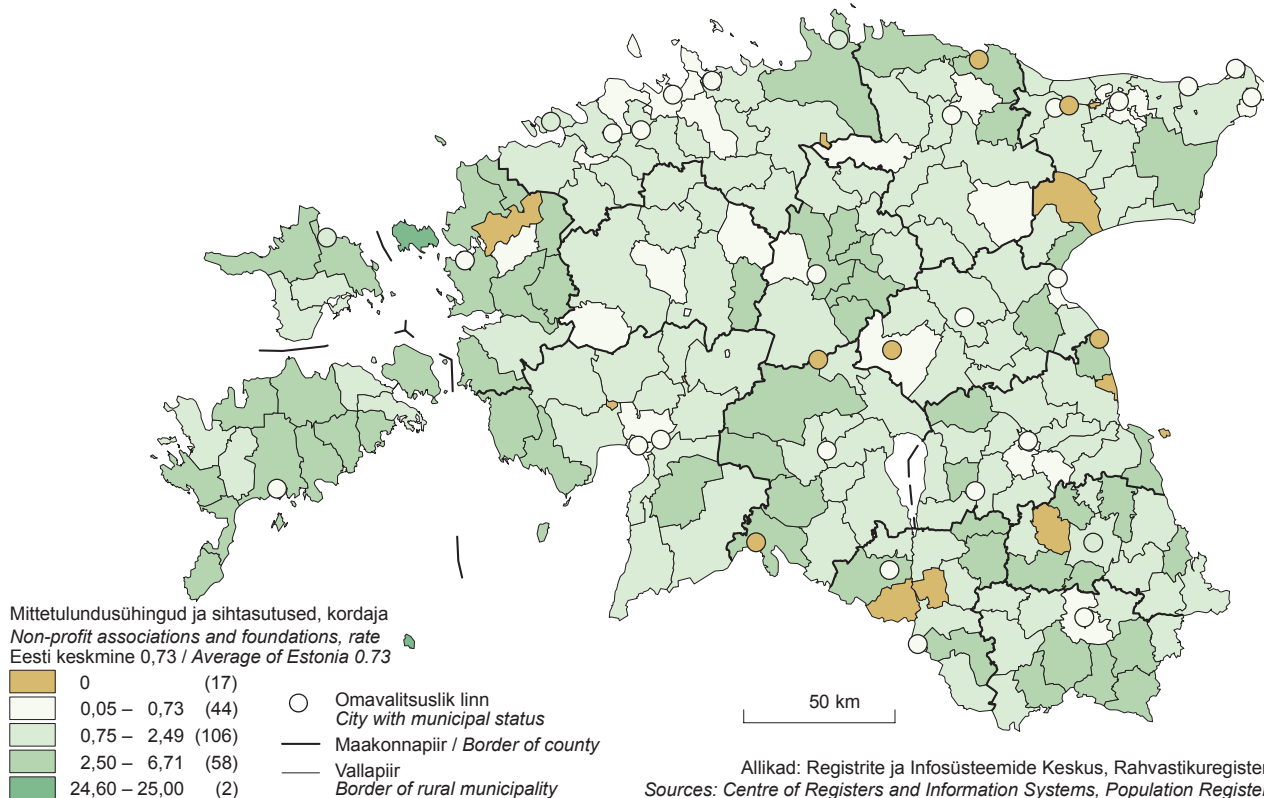 Mittetulundusühingud ja sihtasutused, kordaja
Non-profit associations and foundations, rate
Eesti keskmine 0,73 / Average of Estonia 0.73
0 (17)
0,05 – 0,73 (44)
0,75 – 2,49 (106)
2,50 – 6,71 (58)
24,60 – 25,00 (2)
Omavalitsuslik linn
City with municipal status
Maakonnapiir / Border of county
Vallapiir
Border of rural municipality
50 km
Allikad: Registrite ja Infosüsteemide Keskus, Rahvastikuregister
Sources: Centre of Registers and Information Systems, Population Register